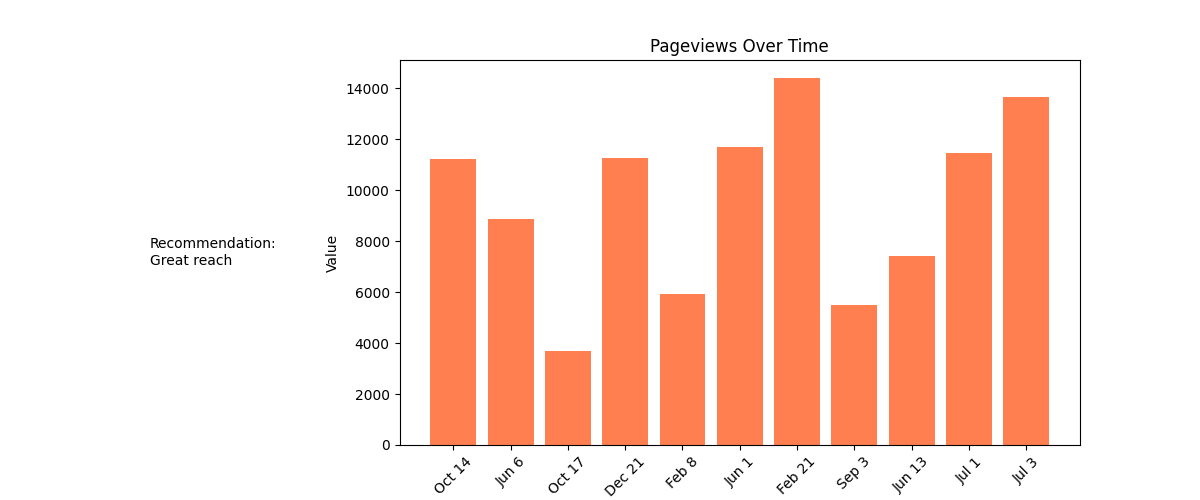 Pageviews Over Time
Recommendation:
Great reach
Value
14000
12000
10000
8000
6000
4000
2000
0
Oct 14
Jun 6
Oct 17
Dec 21
Feb 8
Jun 1
Feb 21
Sep 3
Jun 13
Jul 1
Jul 3